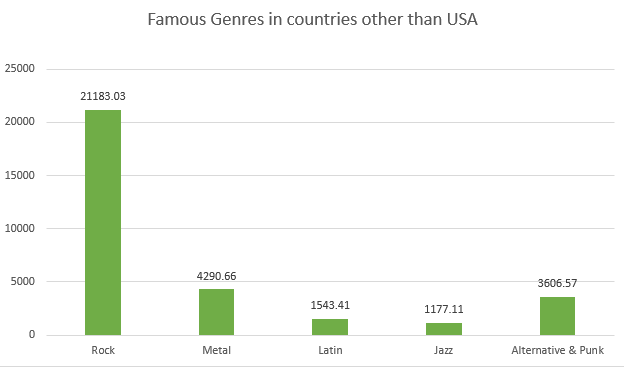 Famous Genres in countries other than USA
25000
20000
15000
10000
5000
0
21183.03
4290.66
1543.41
1177.11
3606.57
Rock
Metal
Latin
Jazz
Alternative & Punk